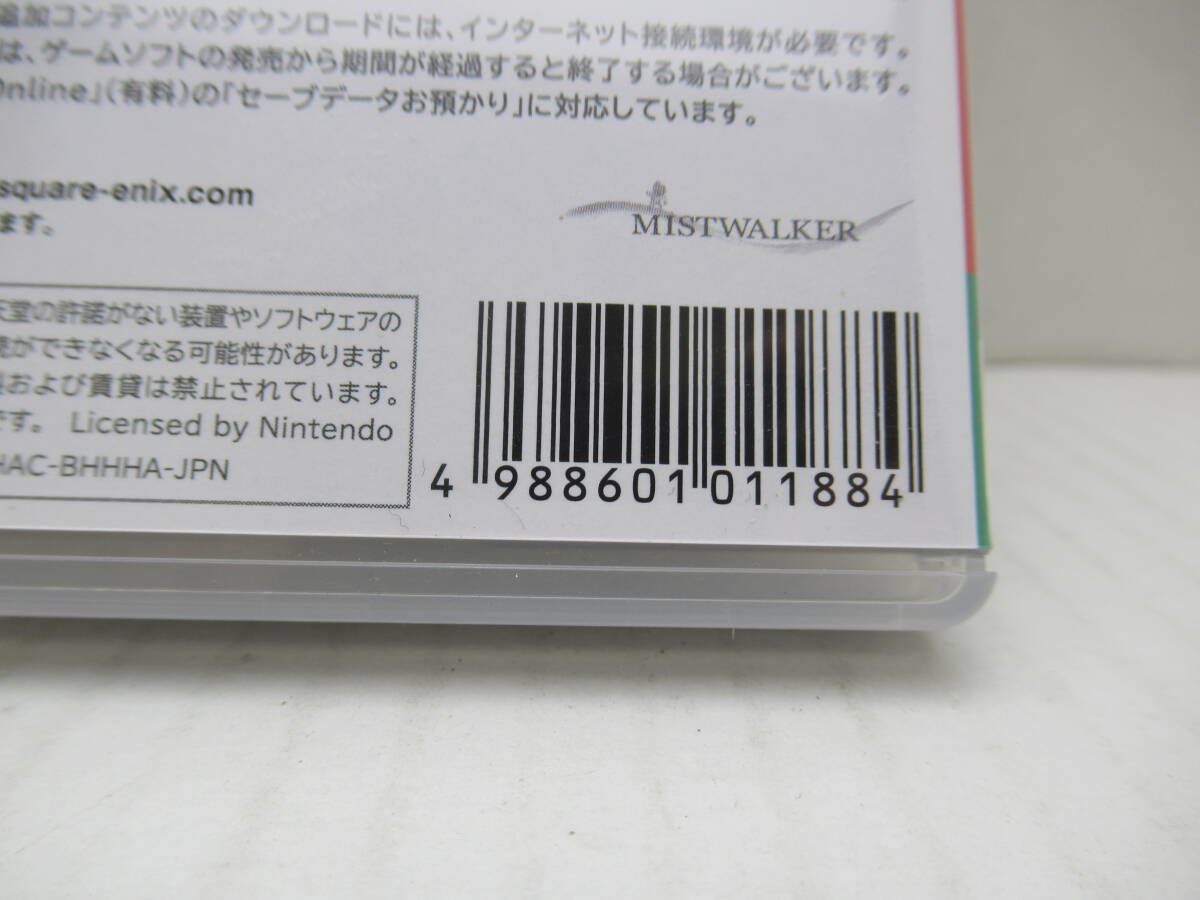 追加コンテンツのダウンロードには、インターネット接続環境が必要です。
は、ゲームソフトの発売から期間が経過すると終了する場合がございます。
Online」(有料)の「セーブデータお預かり」に対応しています。
square-enix.com
ます。
MISTWALKER
天堂の許諾がない装置やソフトウェアの
ができなくなる可能性があります。
および賃貸は禁止されています。
です。 Licensed by Nintendo
HAC-BHHHA-JPN
4 988601 011884